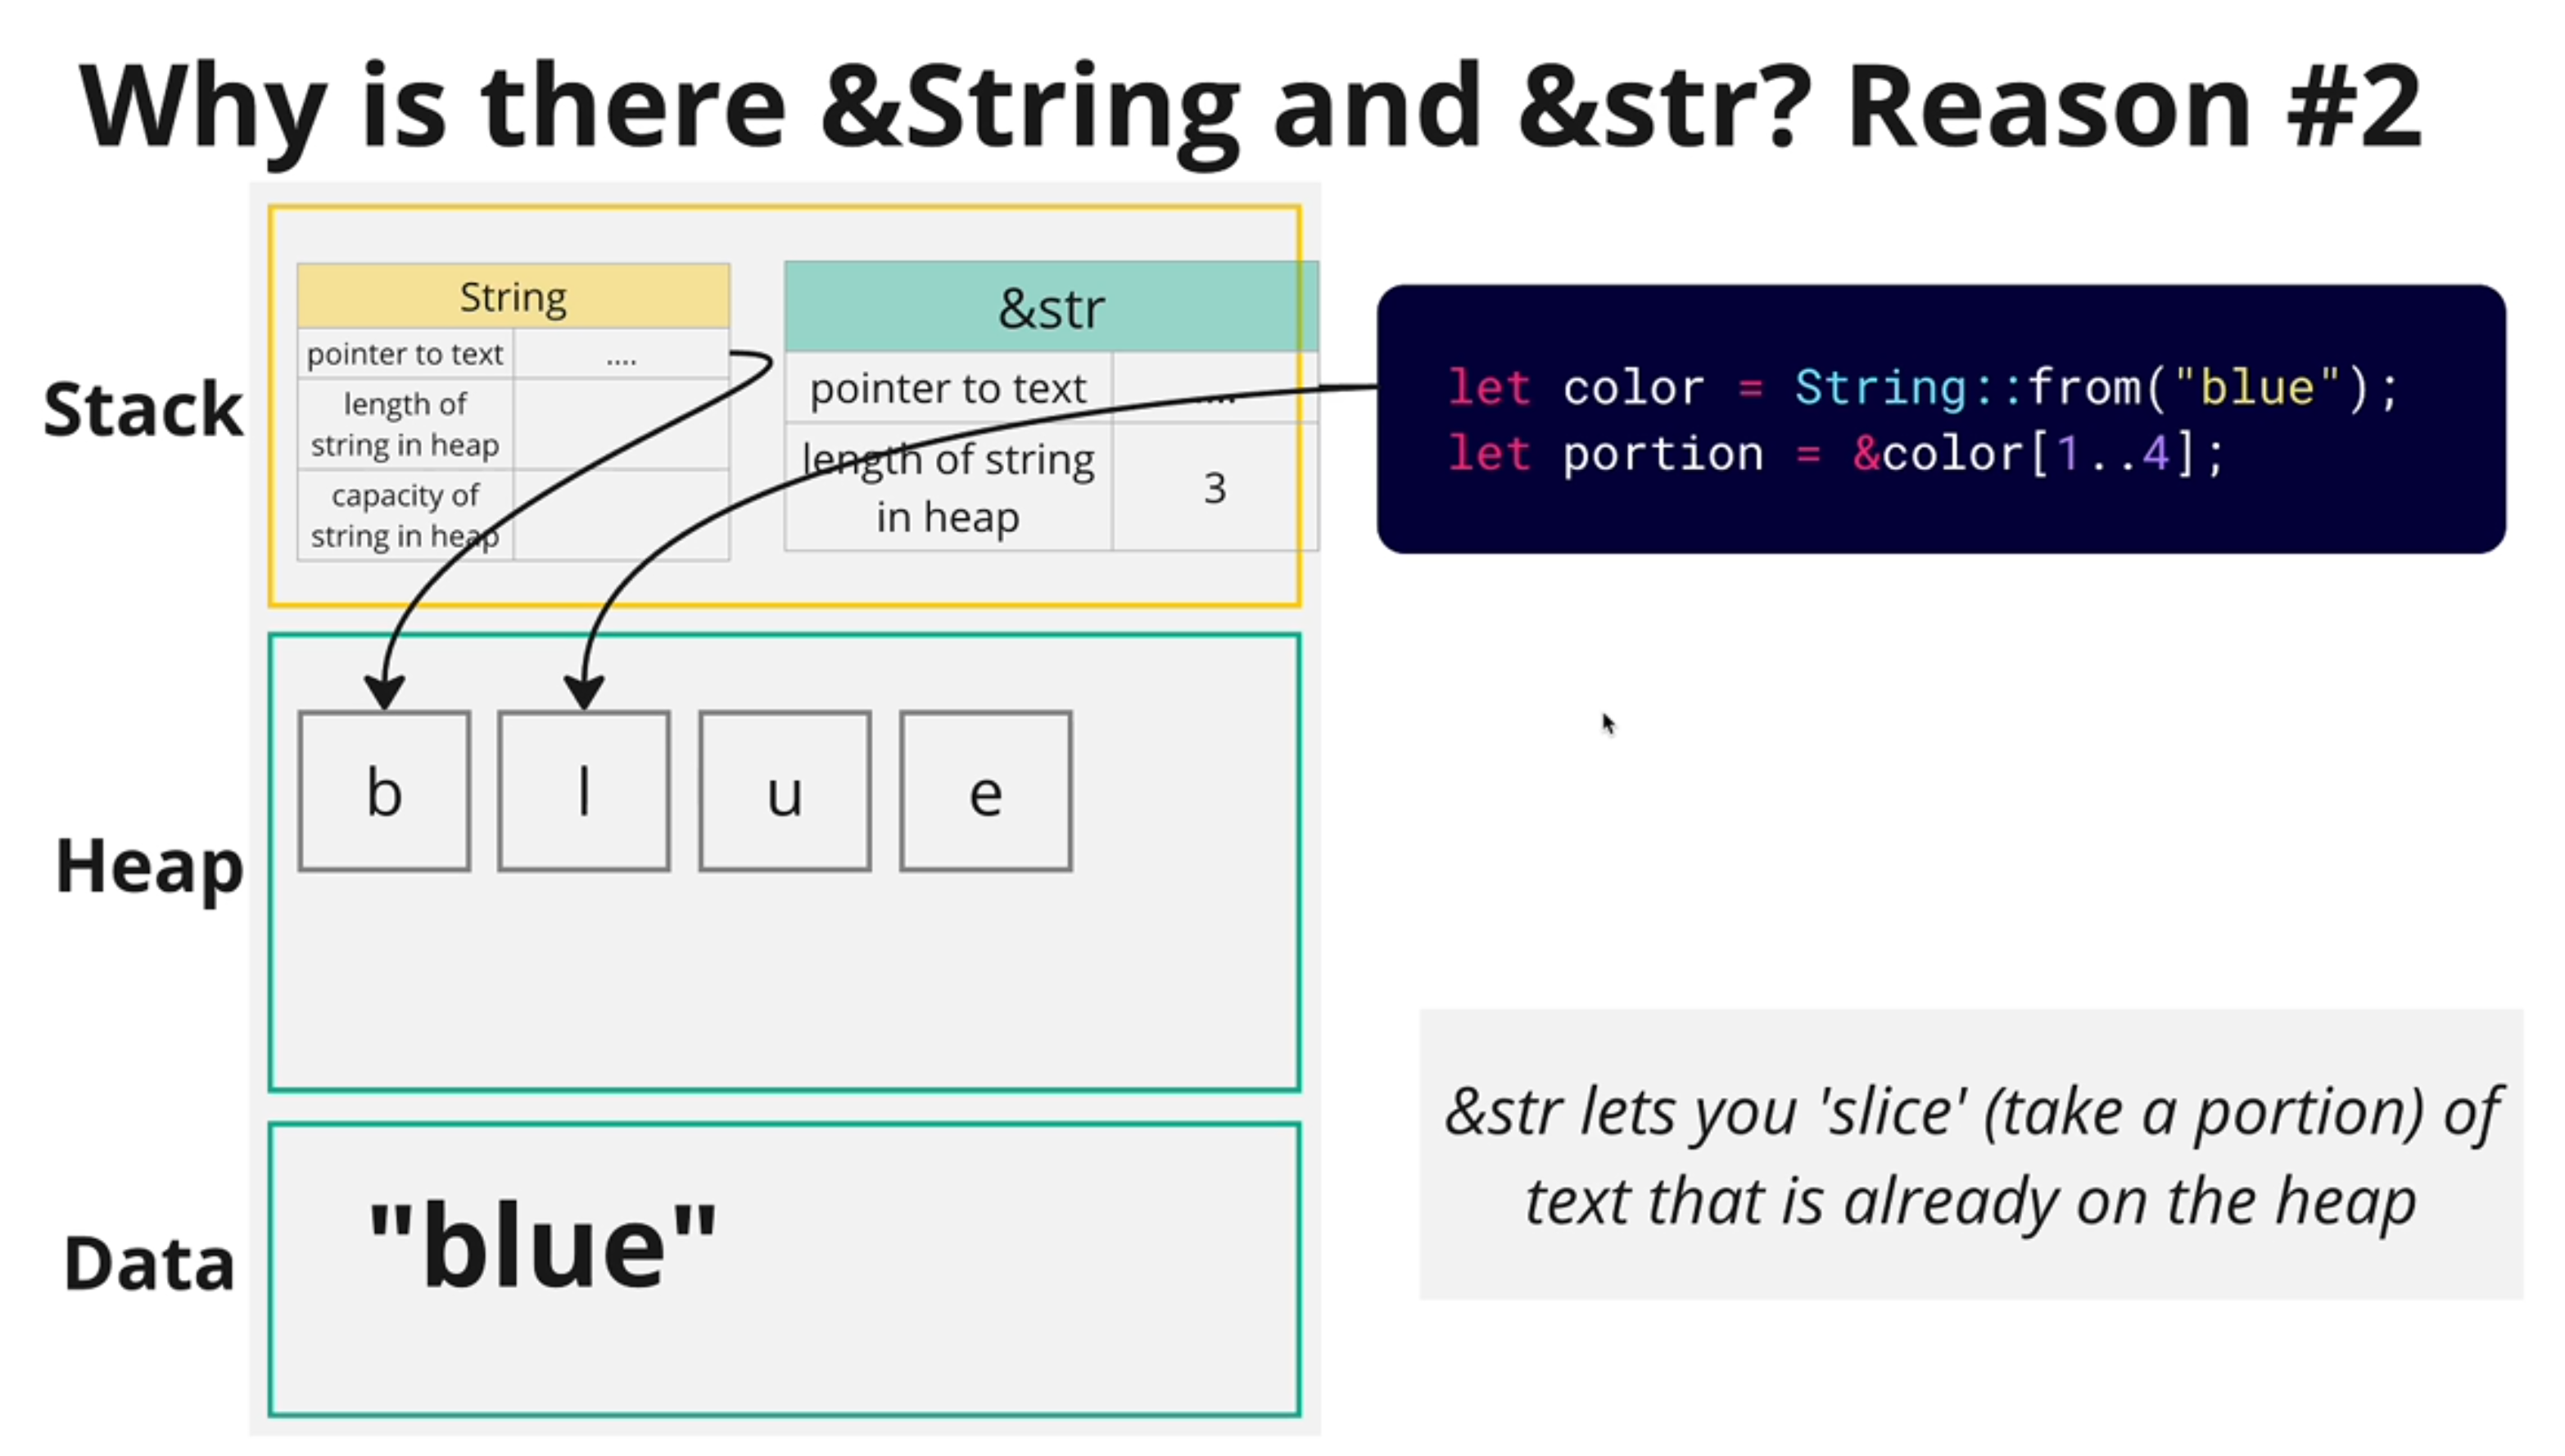 Why is there &String and &str? Reason #2
Stack
String
pointer to text ....
length of
string in heap
capacity of
string in heap
&str
pointer to text ....
length of string
in heap
3
let color = String::from("blue");
let portion = &color[1..4];
Heap
b l u e
Data
"blue"
&str lets you 'slice' (take a portion) of
text that is already on the heap